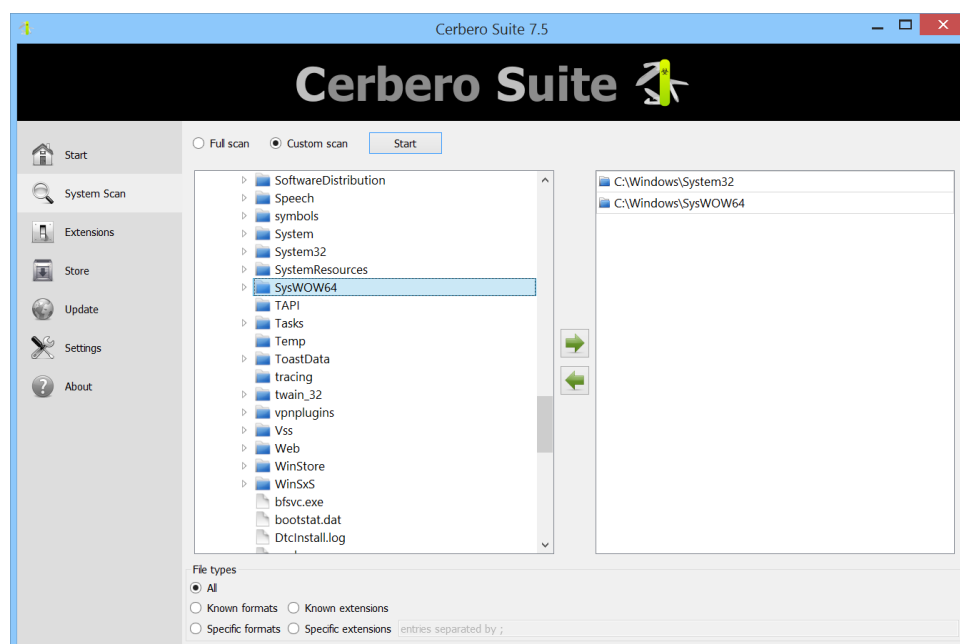 Cerbero Suite 7.5
Cerbero Suite
Start
System Scan
Extensions
Store
Update
Settings
About
Full scan Custom scan Start
SoftwareDistribution
Speech
symbols
System
System32
SystemResources
SysWOW64
TAPI
Tasks
Temp
ToastData
tracing
twain_32
vpnplugins
Vss
Web
WinStore
WinSxS
bfsvc.exe
bootstat.dat
DtcInstall.log
C:\Windows\System32
C:\Windows\SysWOW64
File types
All
Known formats Known extensions
Specific formats Specific extensions entries separated by ;